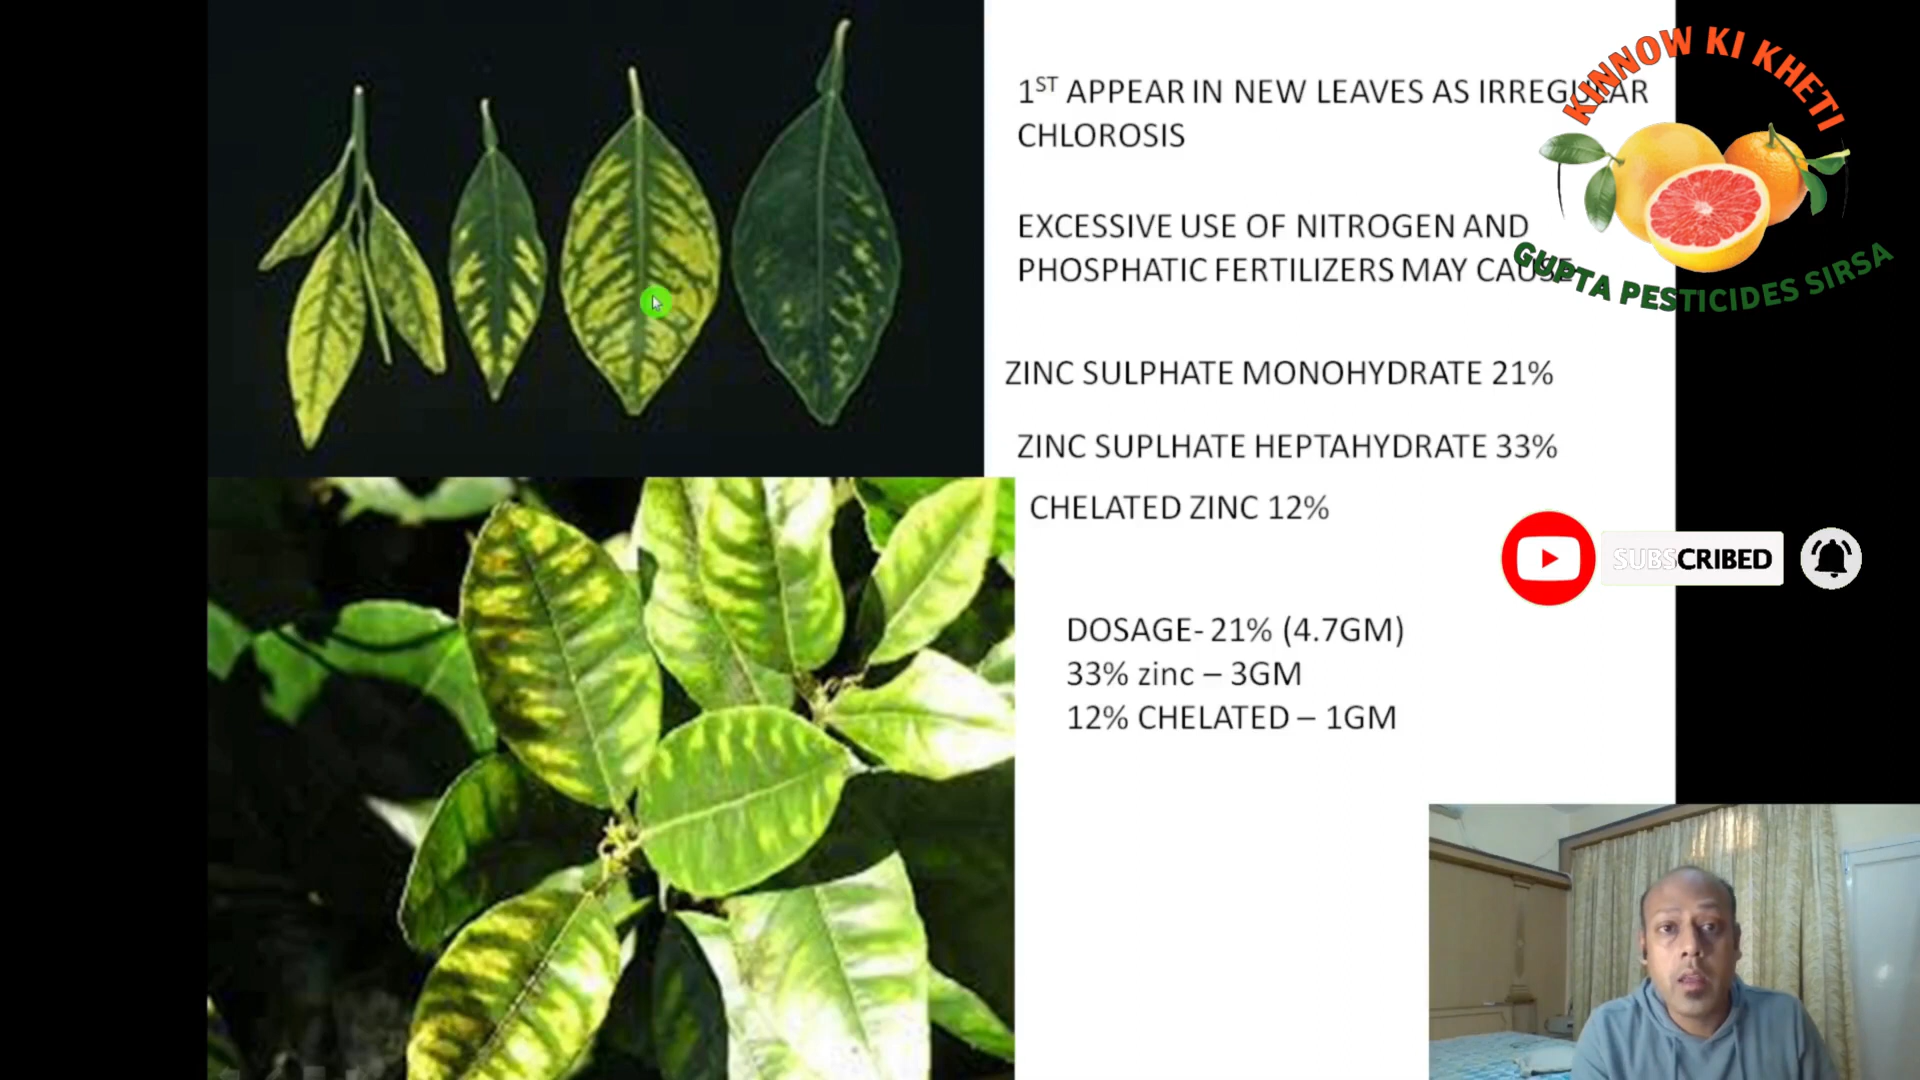 1ST APPEAR IN NEW LEAVES AS IRREGULAR
CHLOROSIS
EXCESSIVE USE OF NITROGEN AND
PHOSPHATIC FERTILIZERS MAY CAUSE
ZINC SULPHATE MONOHYDRATE 21%
ZINC SUPLHATE HEPTAHYDRATE 33%
CHELATED ZINC 12%
DOSAGE- 21% (4.7GM)
33% zinc – 3GM
12% CHELATED – 1GM
KINNOW KI KHETI
GUPTA PESTICIDES SIRSA
SUBSCRIBED